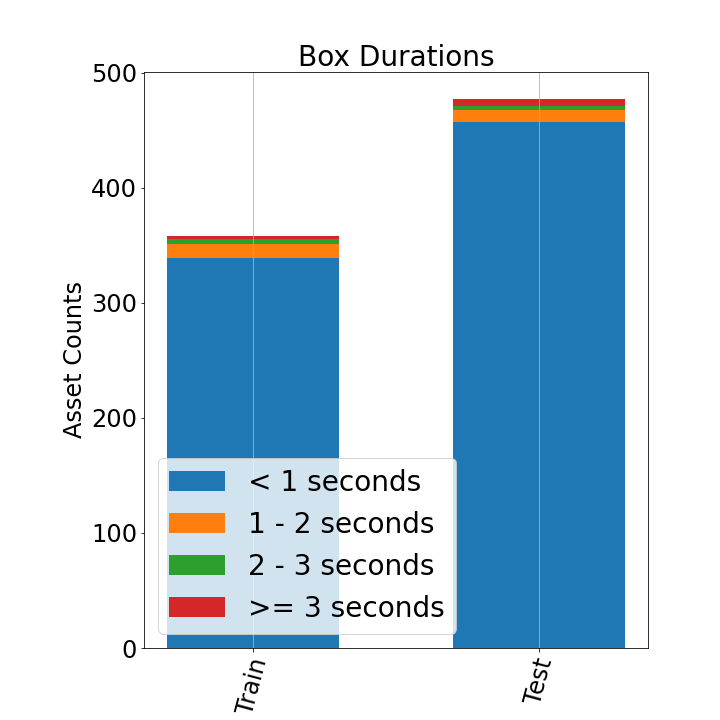 Box Durations
500
400
300
200
100
0
Asset Counts
< 1 seconds
1 - 2 seconds
2 - 3 seconds
>= 3 seconds
Train
Test